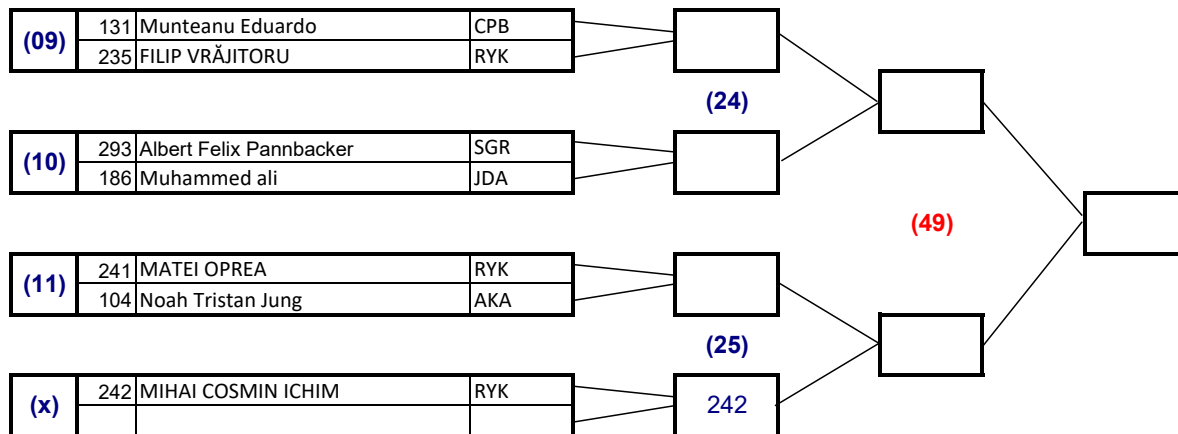 (09) 131 Munteanu Eduardo CPB
235 FILIP VRĂJITORU RYK
(24)
(10) 293 Albert Felix Pannbacker SGR
186 Muhammed ali JDA
(49)
(11) 241 MATEI OPREA RYK
104 Noah Tristan Jung AKA
(25)
(x) 242 MIHAI COSMIN ICHIM RYK
242